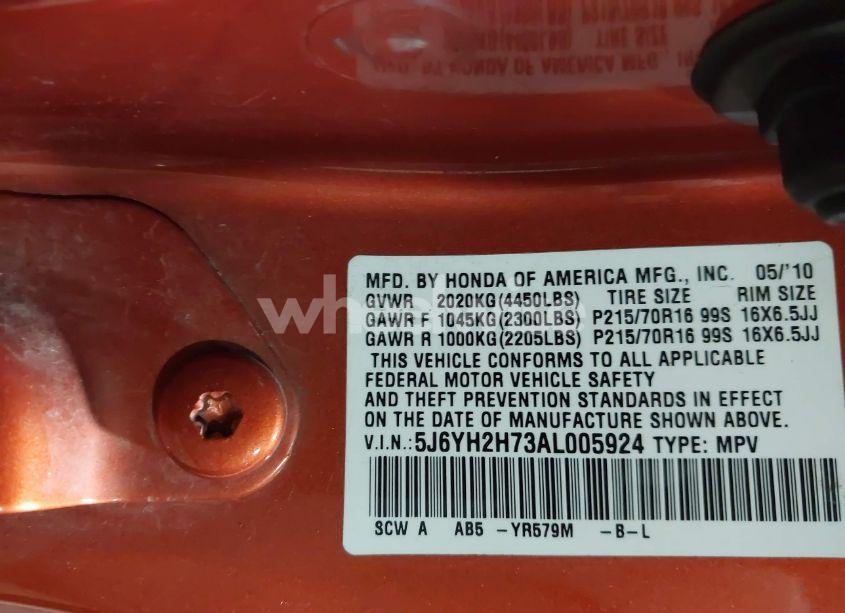 MFD. BY HONDA OF AMERICA MFG., INC. 05/'10
GVWR 2020KG(4450LBS) TIRE SIZE RIM SIZE
GAWR F 1045KG(2300LBS) P215/70R16 99S 16X6.5JJ
GAWR R 1000KG(2205LBS) P215/70R16 99S 16X6.5JJ
THIS VEHICLE CONFORMS TO ALL APPLICABLE
FEDERAL MOTOR VEHICLE SAFETY
AND THEFT PREVENTION STANDARDS IN EFFECT
ON THE DATE OF MANUFACTURE SHOWN ABOVE.
V.I.N.:5J6YH2H73AL005924 TYPE: MPV
SCW A AB5 -YR579M -B-L